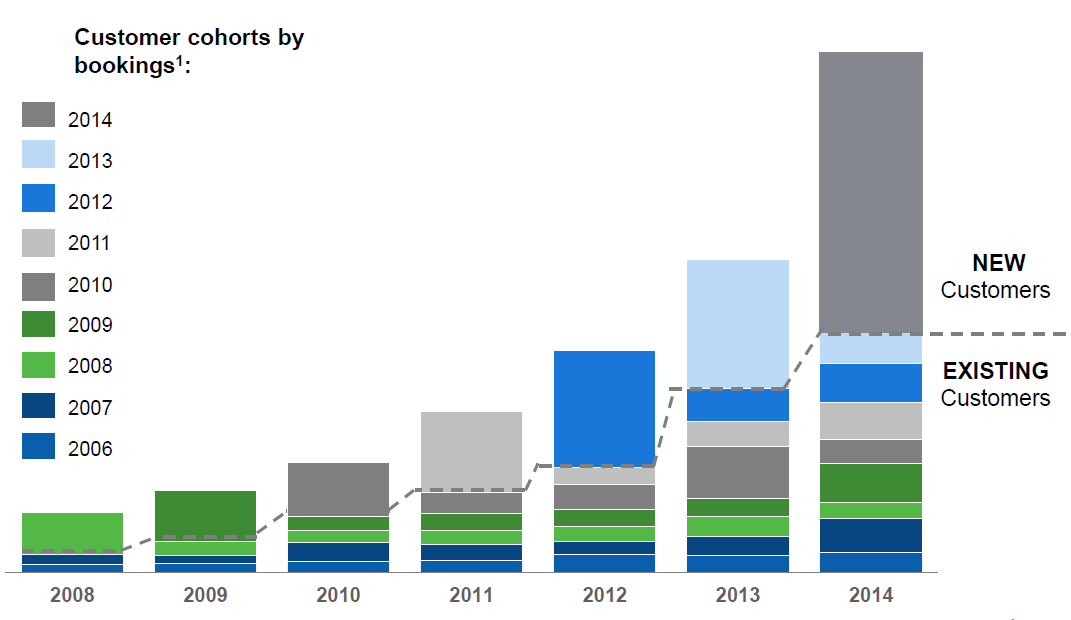 Customer cohorts by
bookings¹:
2014
2013
2012
2011
2010
2009
2008
2007
2006
NEW
Customers
EXISTING
Customers
2008 2009 2010 2011 2012 2013 2014